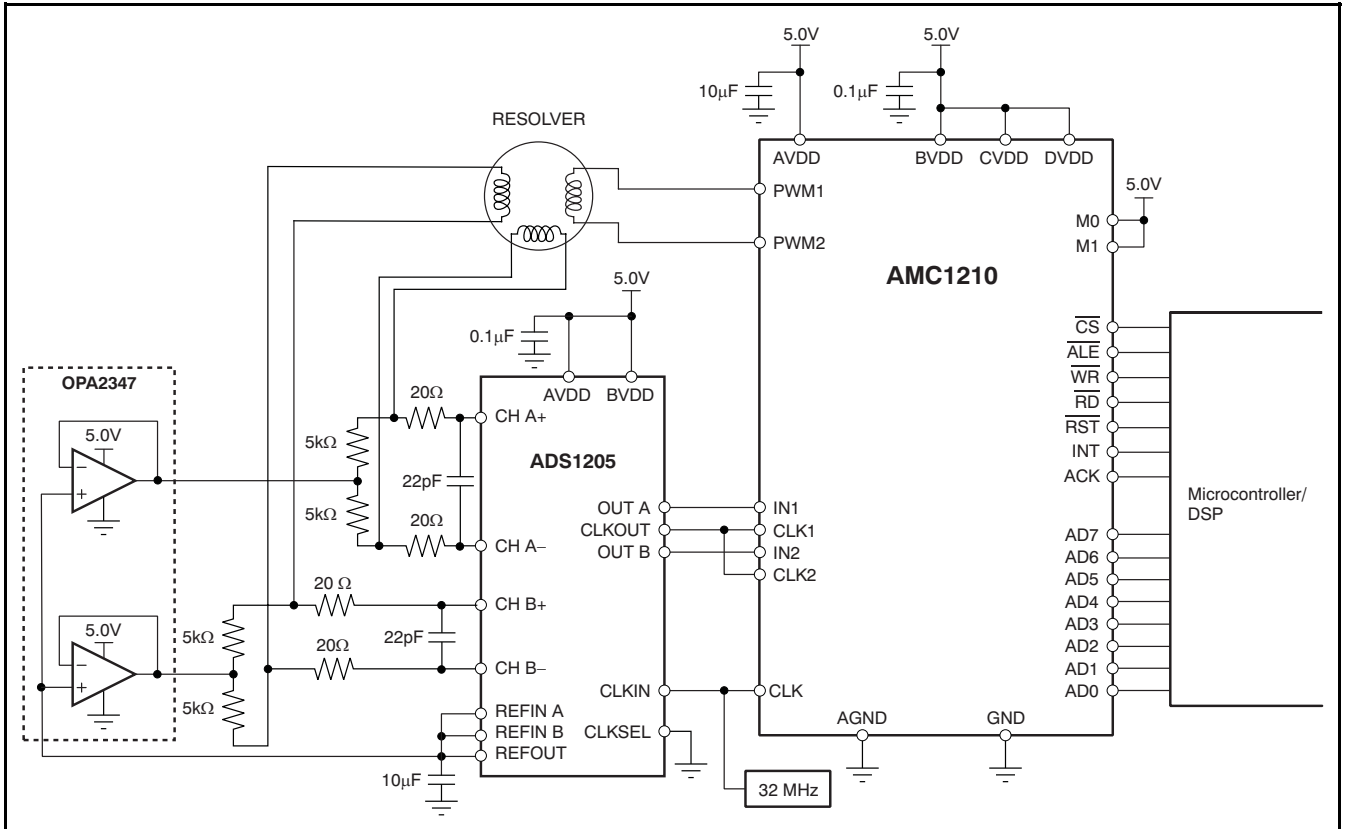 5.0V
5.0V
10μF
0.1μF
RESOLVER
AVDD
BVDD
CVDD
DVDD
PWM1
PWM2
5.0V
M0
M1
AMC1210
5.0V
0.1μF
OPA2347
AVDD
BVDD
CS
ALE
WR
RD
RST
INT
ACK
20Ω
CH A+
5.0V
5kΩ
ADS1205
−
+
22pF
5kΩ
20Ω
CH A−
OUT A
CLKOUT
OUT B
IN1
CLK1
IN2
CLK2
Microcontroller/
DSP
AD7
AD6
AD5
AD4
AD3
AD2
AD1
AD0
20 Ω
CH B+
5.0V
5kΩ
−
+
22pF
20Ω
CH B−
5kΩ
CLKIN
CLK
REFIN A
REFIN B
REFOUT
CLKSEL
AGND
GND
10μF
32 MHz